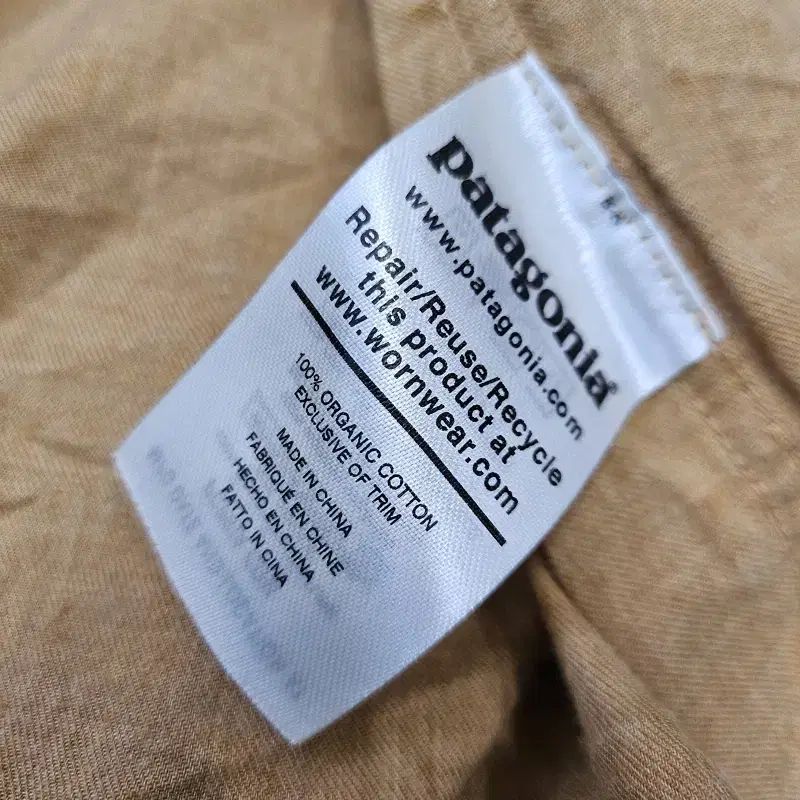 patagonia®
www.patagonia.com
Repair/Reuse/Recycle
this product at
www.wornwear.com
100% ORGANIC COTTON
EXCLUSIVE OF TRIM
MADE IN CHINA
FABRIQUÉ EN CHINE
HECHO EN CHINA
FATTO IN CINA